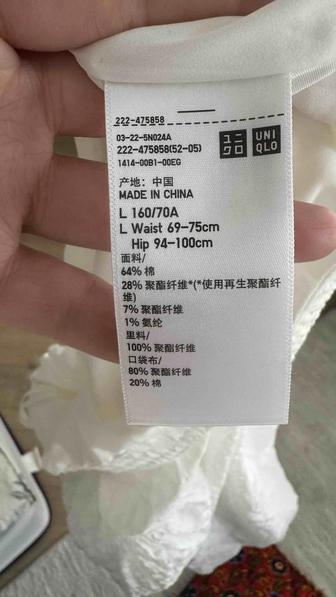 222-475858
03-22-5N024A
222-475858(52-05)
1414-00B1-00EG
ユニ
クロ
UNI
QLO
产地：中国
MADE IN CHINA
L 160/70A
L Waist 69-75cm
Hip 94-100cm
面料/
64% 棉
28% 聚酯纤维*(*使用再生聚酯纤
维)
7% 聚酯纤维
1% 氨纶
里料/
100% 聚酯纤维
口袋布/
80% 聚酯纤维
20% 棉